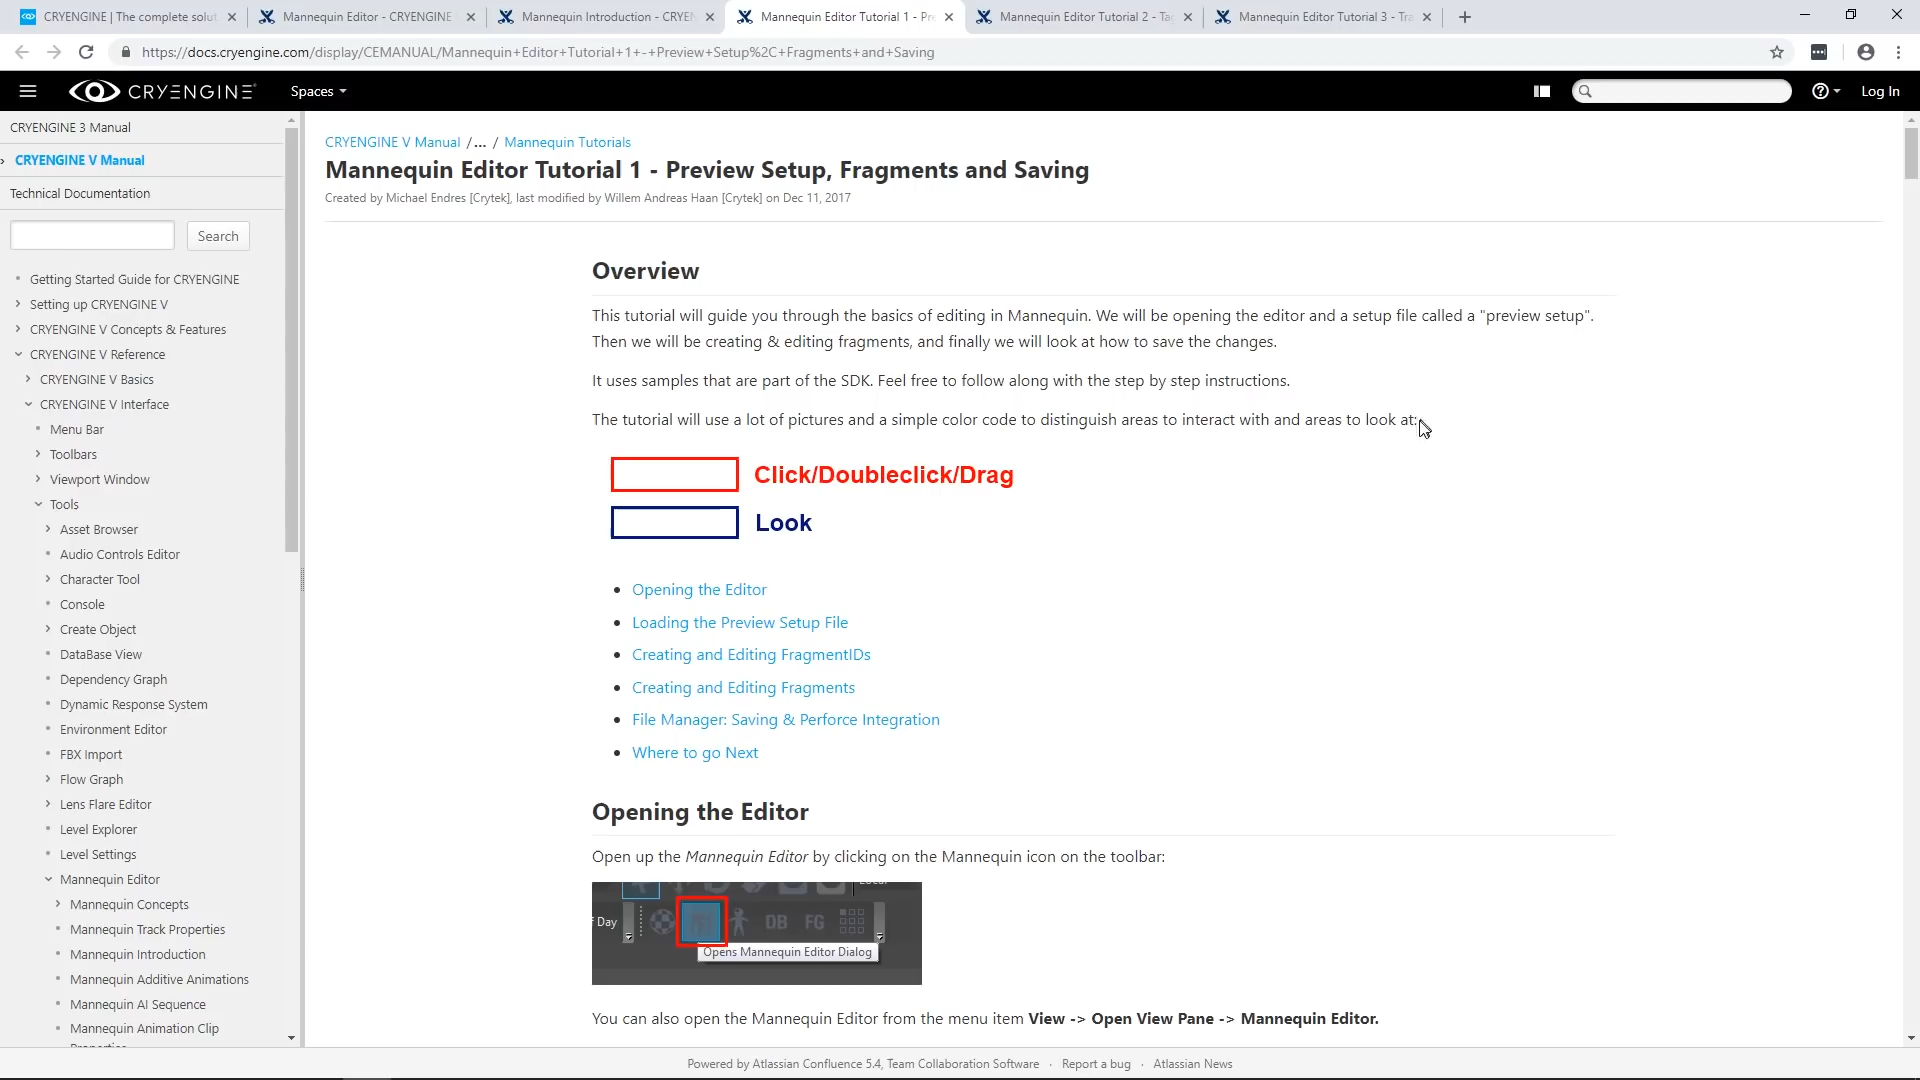 CRYENGINE | The complete solut
Mannequin Editor - CRYENGINE
Mannequin Introduction - CRYEN
Mannequin Editor Tutorial 1 - Pre
Mannequin Editor Tutorial 2 - Tag
Mannequin Editor Tutorial 3 - Tra
https://docs.cryengine.com/display/CEMANUAL/Mannequin+Editor+Tutorial+1+-+Preview+Setup%2C+Fragments+and+Saving
CRYENGINE
Spaces
Log In
CRYENGINE 3 Manual
CRYENGINE V Manual
Technical Documentation
Search
Getting Started Guide for CRYENGINE
Setting up CRYENGINE V
CRYENGINE V Concepts & Features
CRYENGINE V Reference
CRYENGINE V Basics
CRYENGINE V Interface
Menu Bar
Toolbars
Viewport Window
Tools
Asset Browser
Audio Controls Editor
Character Tool
Console
Create Object
DataBase View
Dependency Graph
Dynamic Response System
Environment Editor
FBX Import
Flow Graph
Lens Flare Editor
Level Explorer
Level Settings
Mannequin Editor
Mannequin Concepts
Mannequin Track Properties
Mannequin Introduction
Mannequin Additive Animations
Mannequin AI Sequence
Mannequin Animation Clip
CRYENGINE V Manual /... / Mannequin Tutorials
Mannequin Editor Tutorial 1 - Preview Setup, Fragments and Saving
Created by Michael Endres [Crytek], last modified by Willem Andreas Haan [Crytek] on Dec 11, 2017
Overview
This tutorial will guide you through the basics of editing in Mannequin. We will be opening the editor and a setup file called a "preview setup".
Then we will be creating & editing fragments, and finally we will look at how to save the changes.
It uses samples that are part of the SDK. Feel free to follow along with the step by step instructions.
The tutorial will use a lot of pictures and a simple color code to distinguish areas to interact with and areas to look at:
Click/Doubleclick/Drag
Look
Opening the Editor
Loading the Preview Setup File
Creating and Editing FragmentIDs
Creating and Editing Fragments
File Manager: Saving & Perforce Integration
Where to go Next
Opening the Editor
Open up the Mannequin Editor by clicking on the Mannequin icon on the toolbar:
f Day
DB
FG
Opens Mannequin Editor Dialog
You can also open the Mannequin Editor from the menu item View -> Open View Pane -> Mannequin Editor.
Powered by Atlassian Confluence 5.4, Team Collaboration Software · Report a bug · Atlassian News